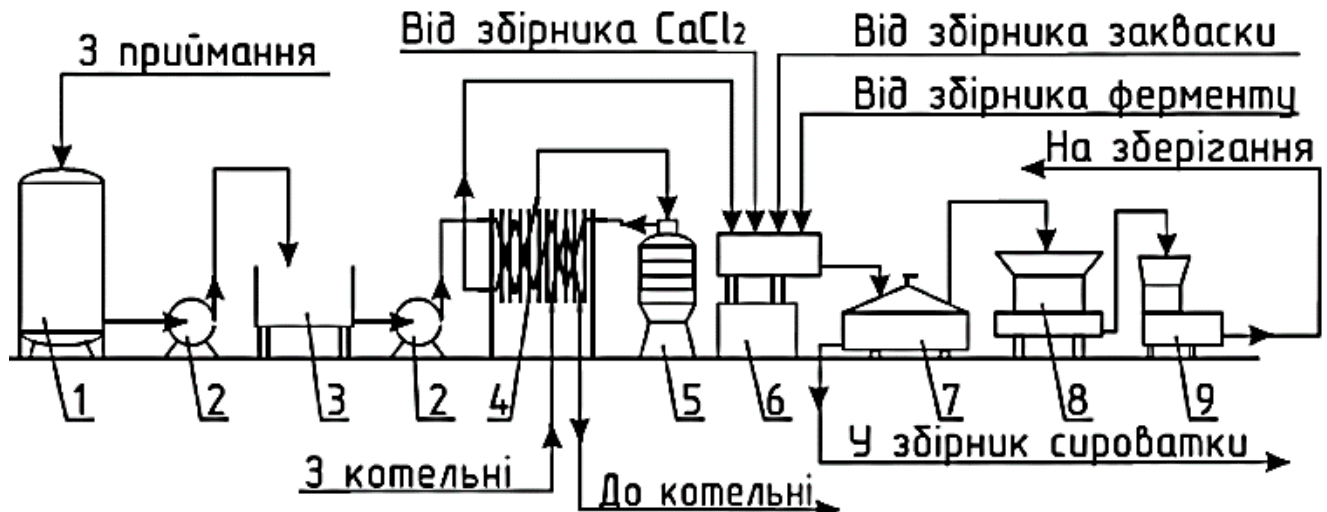 З приймання
Від збірника CaCl2
Від збірника закваски
Від збірника ферменту
На зберігання
1 2 3 2 4 5 6 7 8 9
У збірник сироватки
З котельні
До котельні